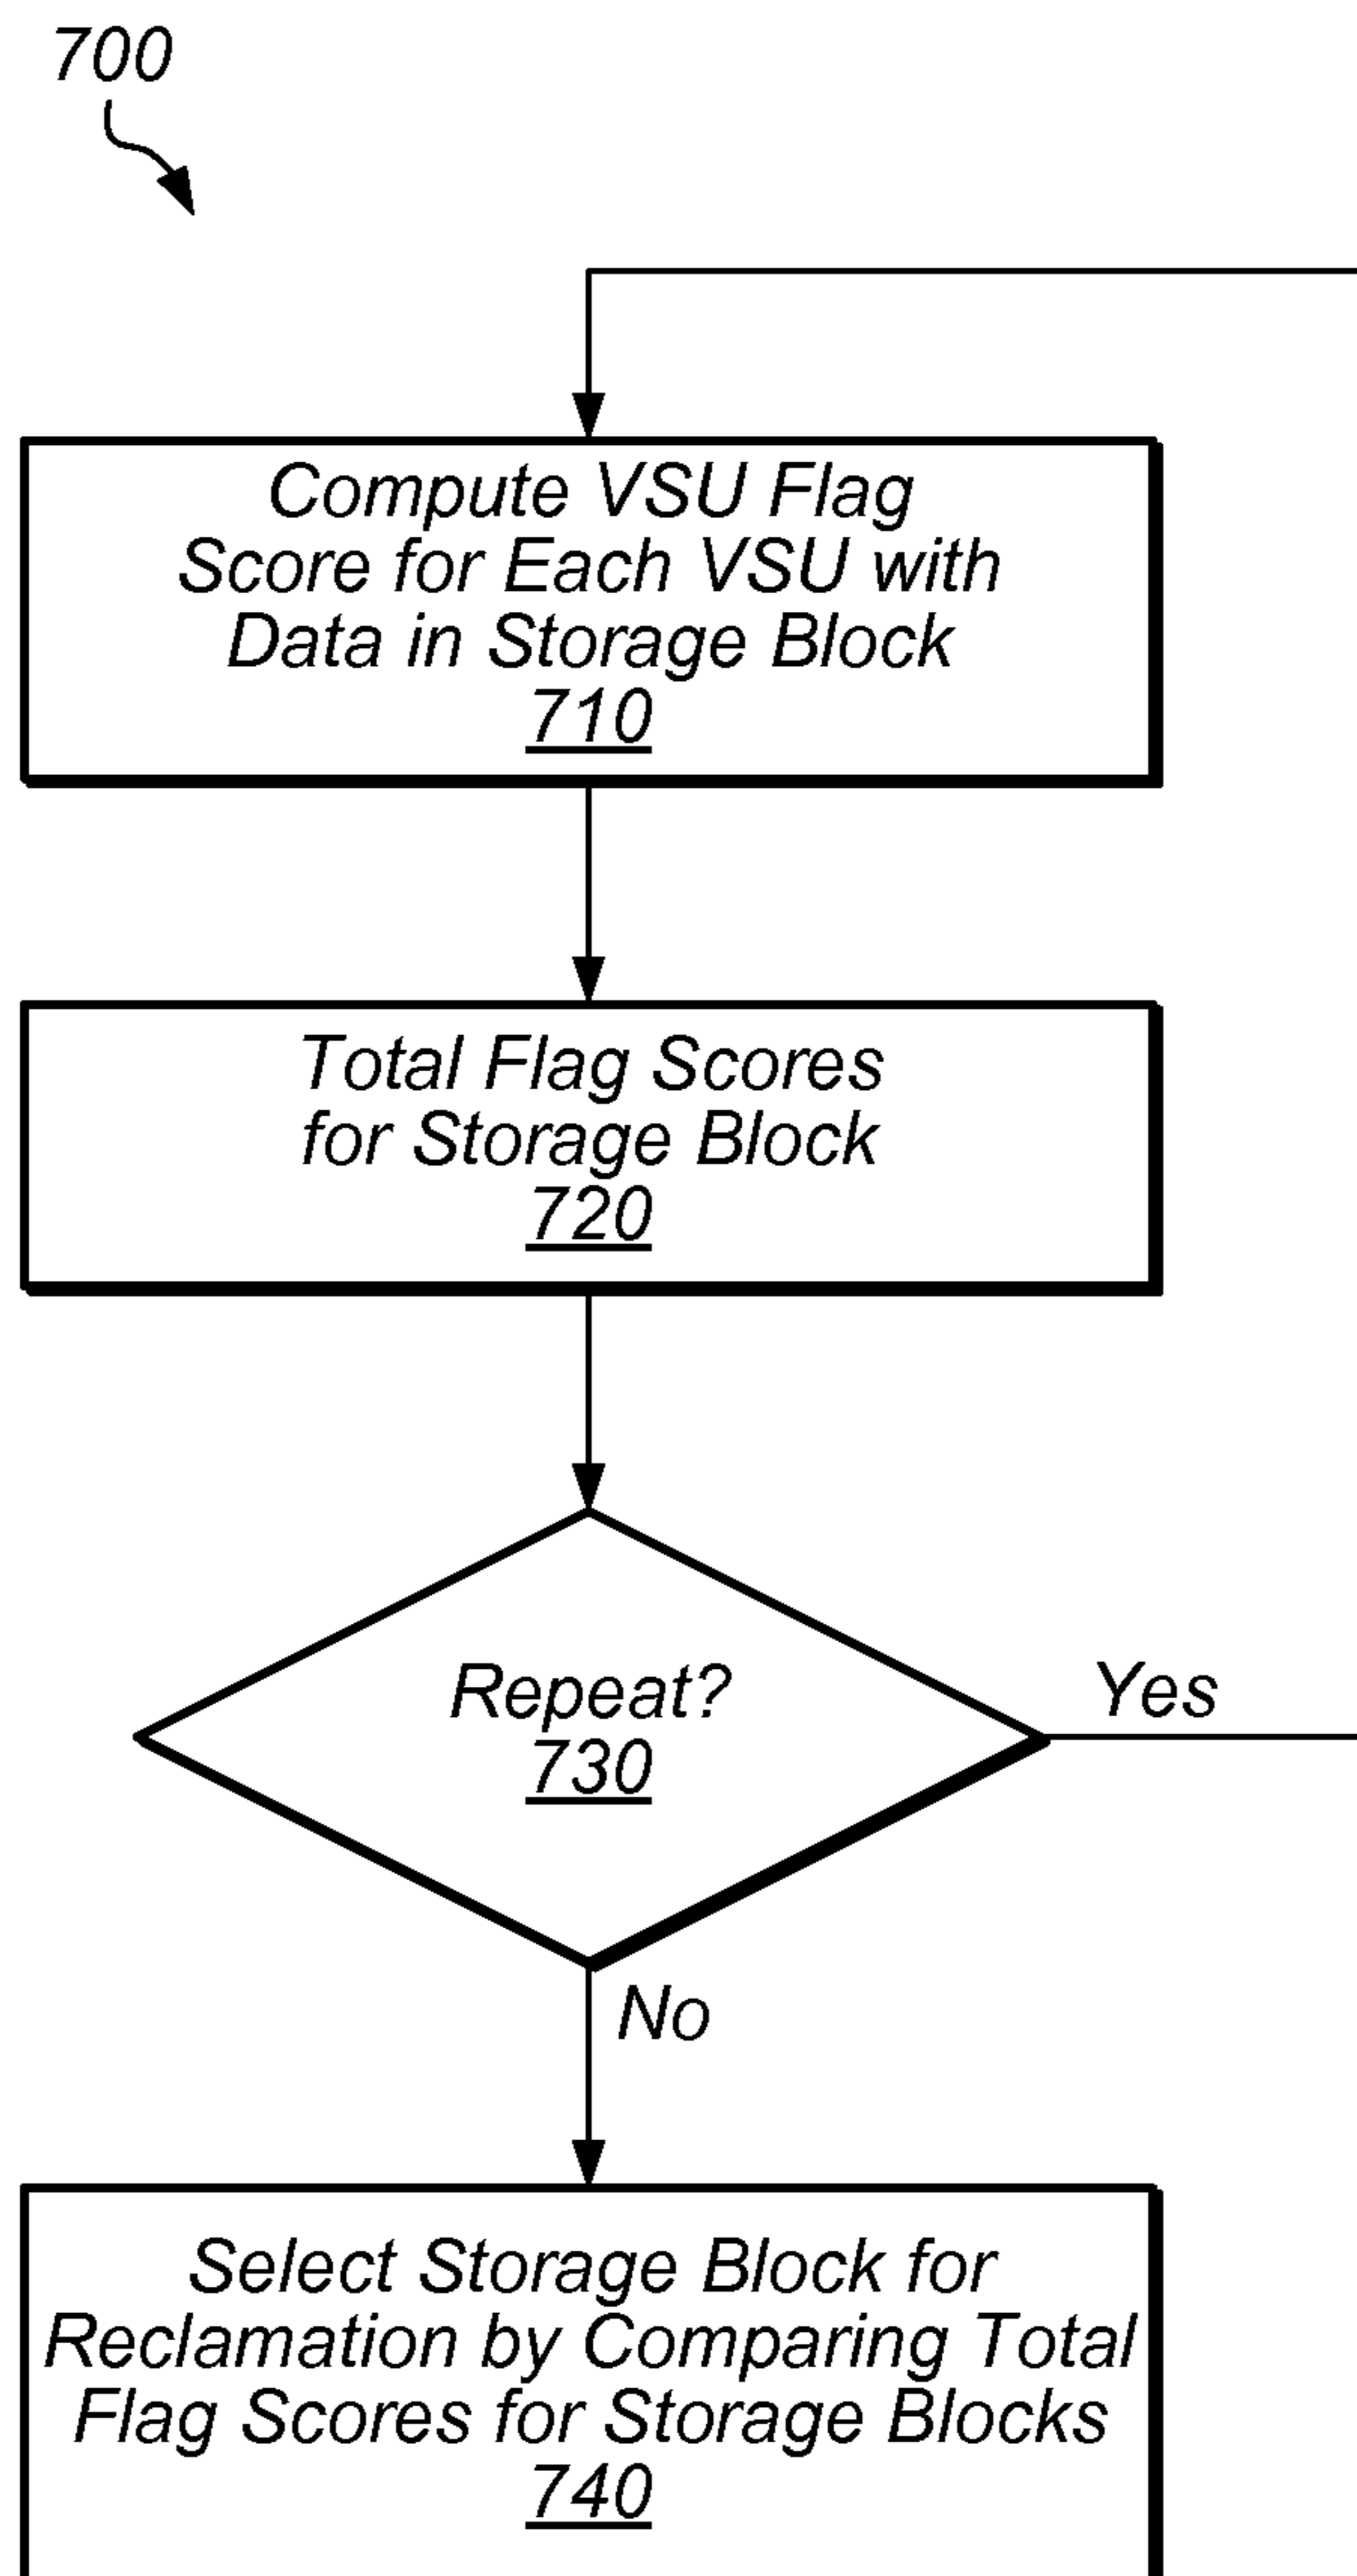 700
Compute VSU Flag
Score for Each VSU with
Data in Storage Block
710
Total Flag Scores
for Storage Block
720
Repeat?
730
Yes
No
Select Storage Block for
Reclamation by Comparing Total
Flag Scores for Storage Blocks
740